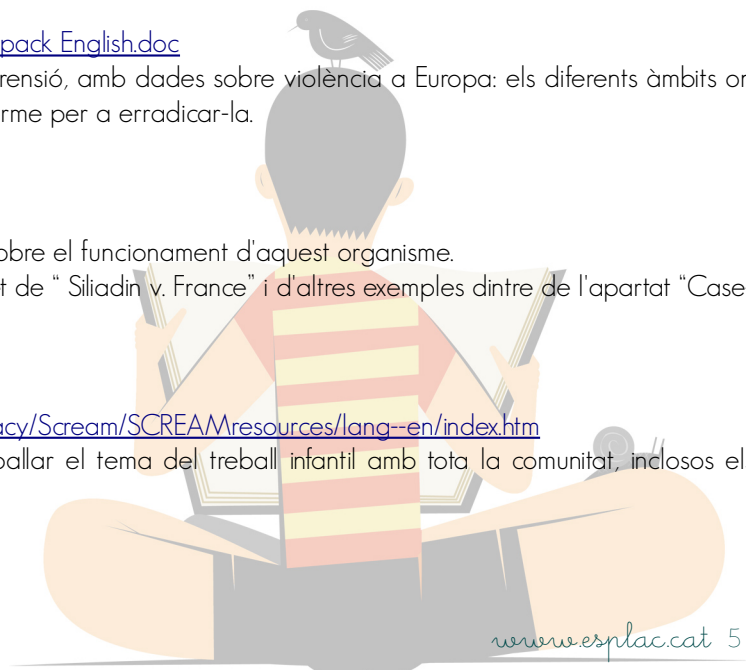 pack English.doc
rensió, amb dades sobre violència a Europa: els diferents àmbits on
rme per a erradicar-la.
obre el funcionament d'aquest organisme.
t de “ Siliadin v. France” i d'altres exemples dintre de l'apartat “Case
acy/Scream/SCREAMresources/lang--en/index.htm
ballar el tema del treball infantil amb tota la comunitat, inclosos el
www.esplac.cat 5